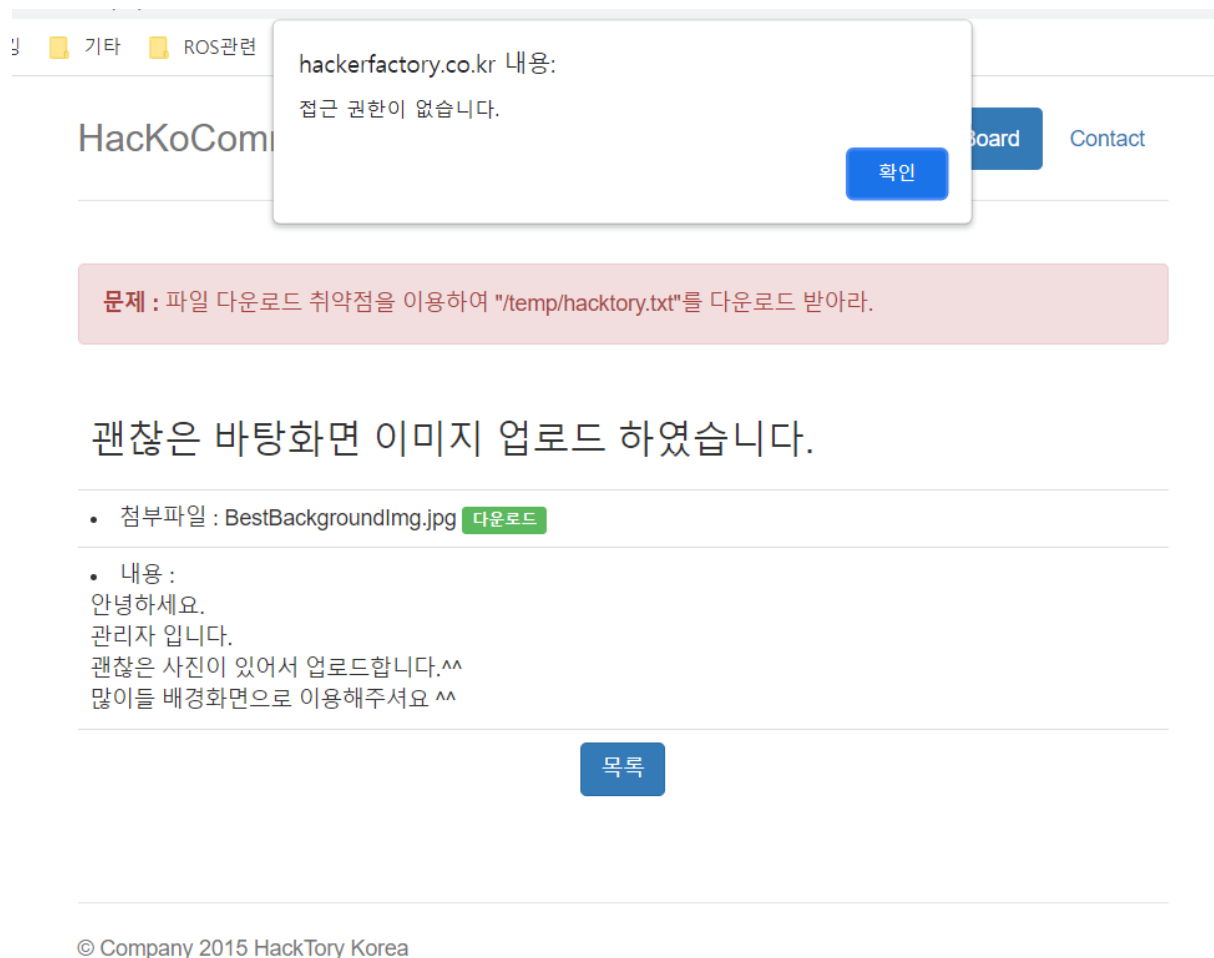 기타 ROS관련
hackerfactory.co.kr 내용:
접근 권한이 없습니다.
확인
HacKoComm
Board Contact
문제 : 파일 다운로드 취약점을 이용하여 "/temp/hacktory.txt"를 다운로드 받아라.
괜찮은 바탕화면 이미지 업로드 하였습니다.
• 첨부파일 : BestBackgroundImg.jpg 다운로드
• 내용 :
안녕하세요.
관리자 입니다.
괜찮은 사진이 있어서 업로드합니다.^^
많이들 배경화면으로 이용해주셔요 ^^
목록
© Company 2015 HackTory Korea